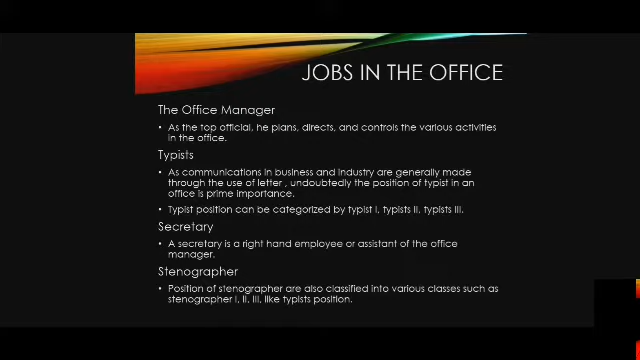 JOBS IN THE OFFICE
The Office Manager
• As the top official, he plans, directs, and controls the various activities
in the office.
Typists
• As communications in business and industry are generally made
through the use of letter , undoubtedly the position of typist in an
office is prime importance.
• Typist position can be categorized by typist I, typists II, typists III.
Secretary
• A secretary is a right hand employee or assistant of the office
manager.
Stenographer
• Position of stenographer are also classified into various classes such as
stenographer I, II, III, like typists position.